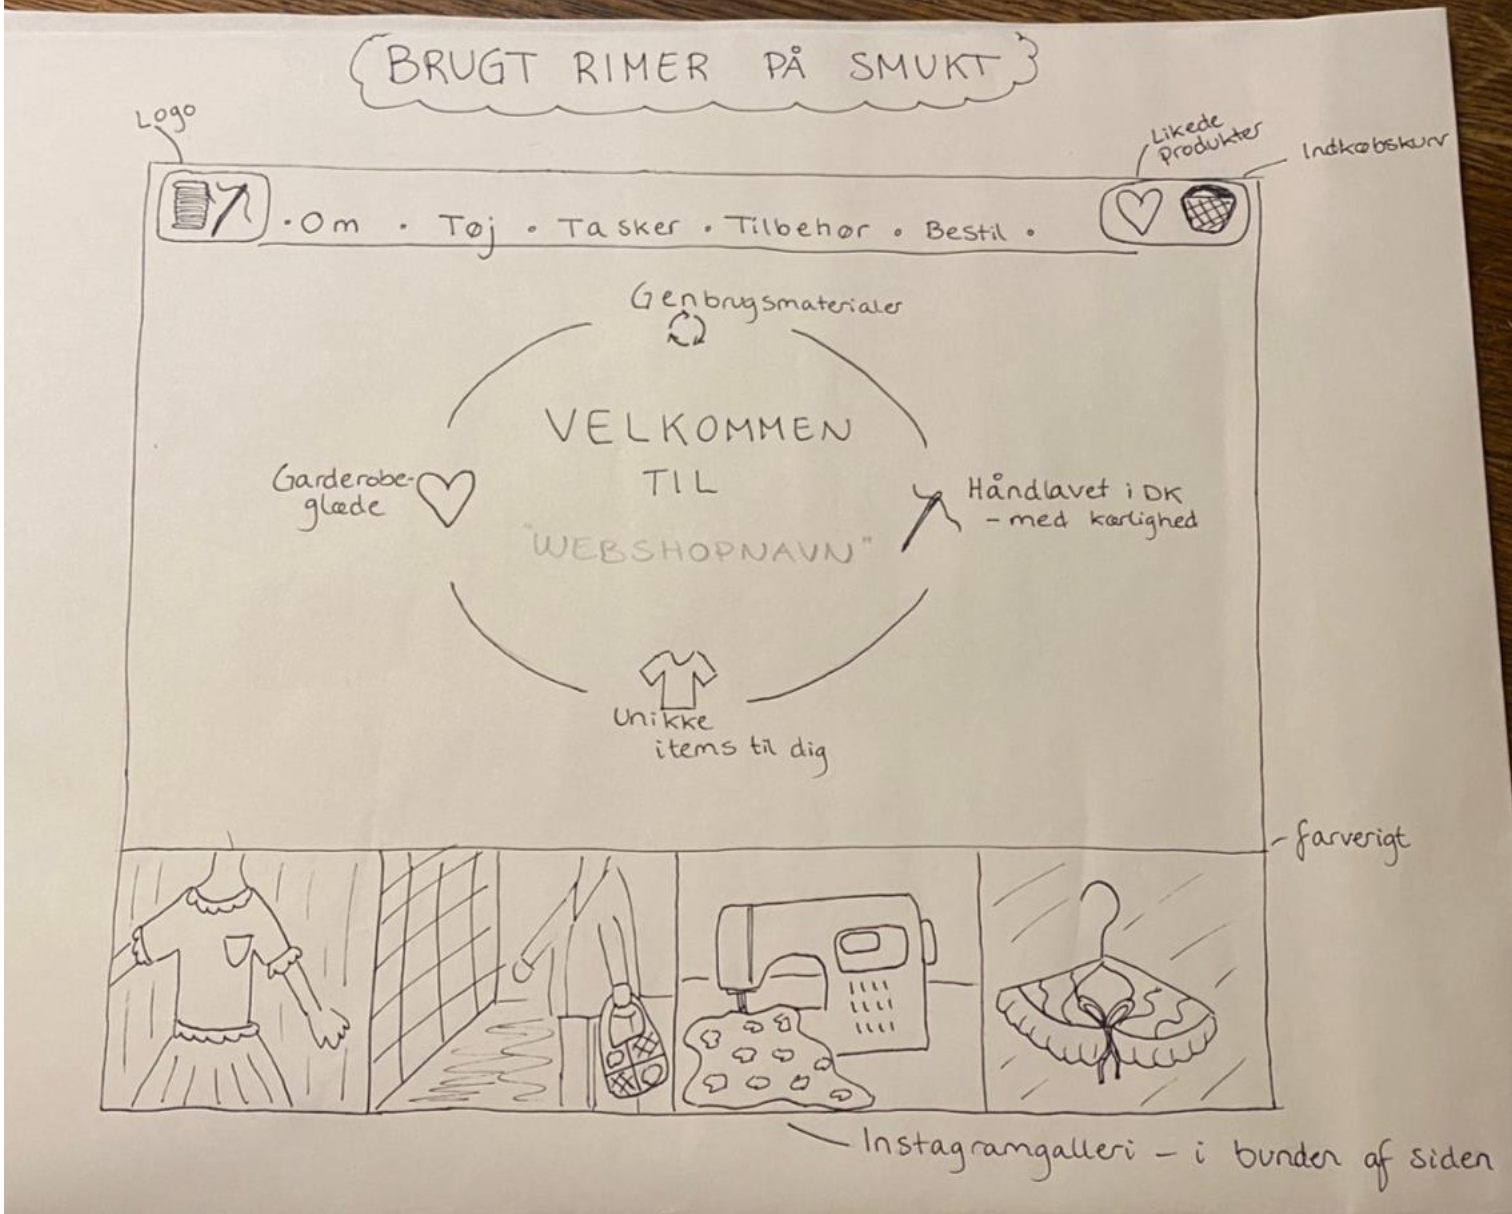 BRUGT RIMER PÅ SMUKT
Logo
Likede
produkter
Indkøbskurv
·Om · Tøj · Tasker · Tilbehør · Bestil ·
Genbrugsmaterialer
VELKOMMEN
TIL
"WEBSHOPNAVN"
Garderobe-
glæde
Håndlavet i DK
- med kærlighed
Unikke
items til dig
- farverigt
Instagramgalleri - i bunden af siden